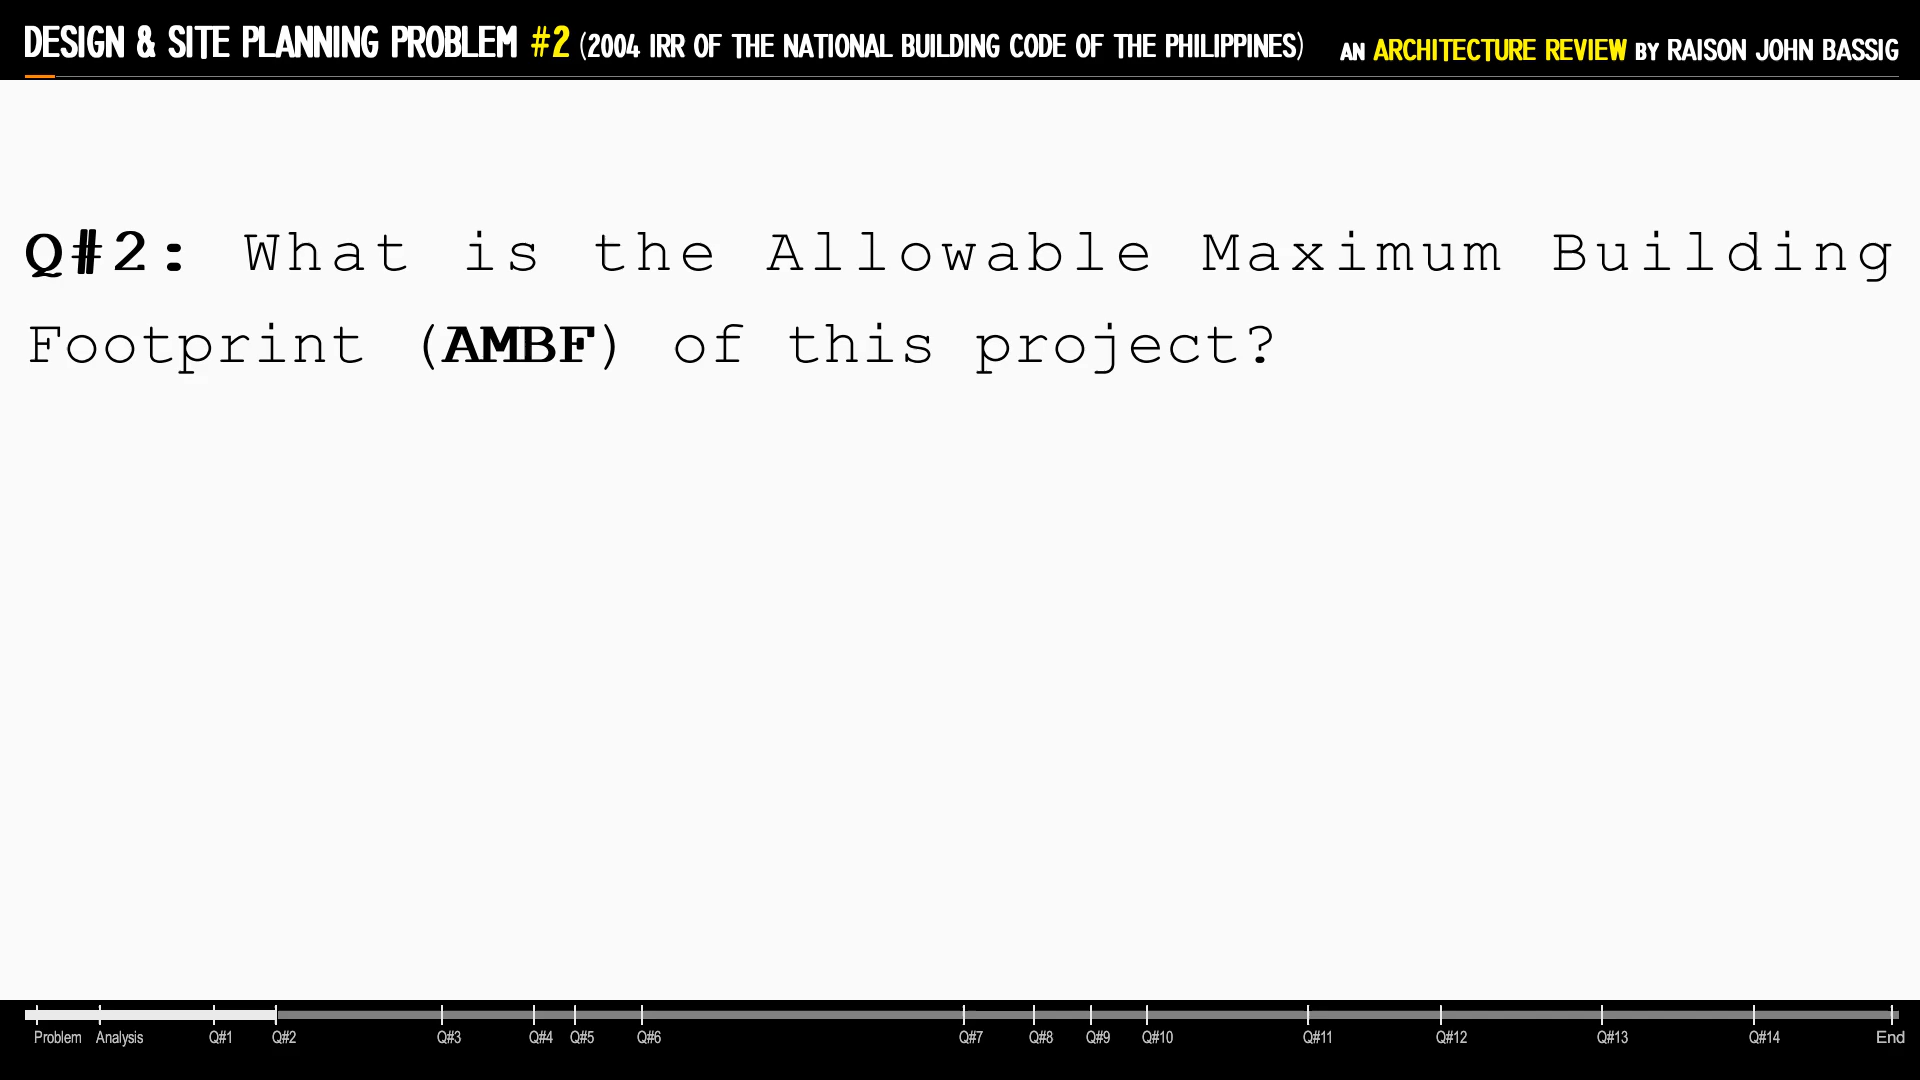 DESIGN & SITE PLANNING PROBLEM #2 (2004 IRR OF THE NATIONAL BUILDING CODE OF THE PHILIPPINES) AN ARCHITECTURE REVIEW BY RAISON JOHN BASSIG
Q#2: What is the Allowable Maximum Building
Footprint (AMBF) of this project?
Problem Analysis Q#1 Q#2 Q#3 Q#4 Q#5 Q#6 Q#7 Q#8 Q#9 Q#10 Q#11 Q#12 Q#13 Q#14 End